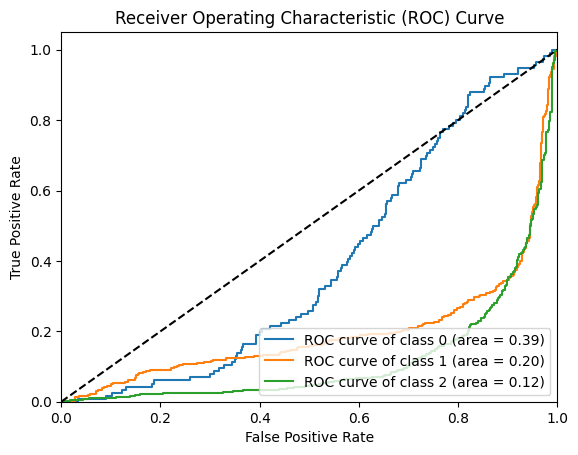 Receiver Operating Characteristic (ROC) Curve
True Positive Rate
1.0
0.8
0.6
0.4
0.2
0.0
ROC curve of class 0 (area = 0.39)
ROC curve of class 1 (area = 0.20)
ROC curve of class 2 (area = 0.12)
0.0 0.2 0.4 0.6 0.8 1.0
False Positive Rate